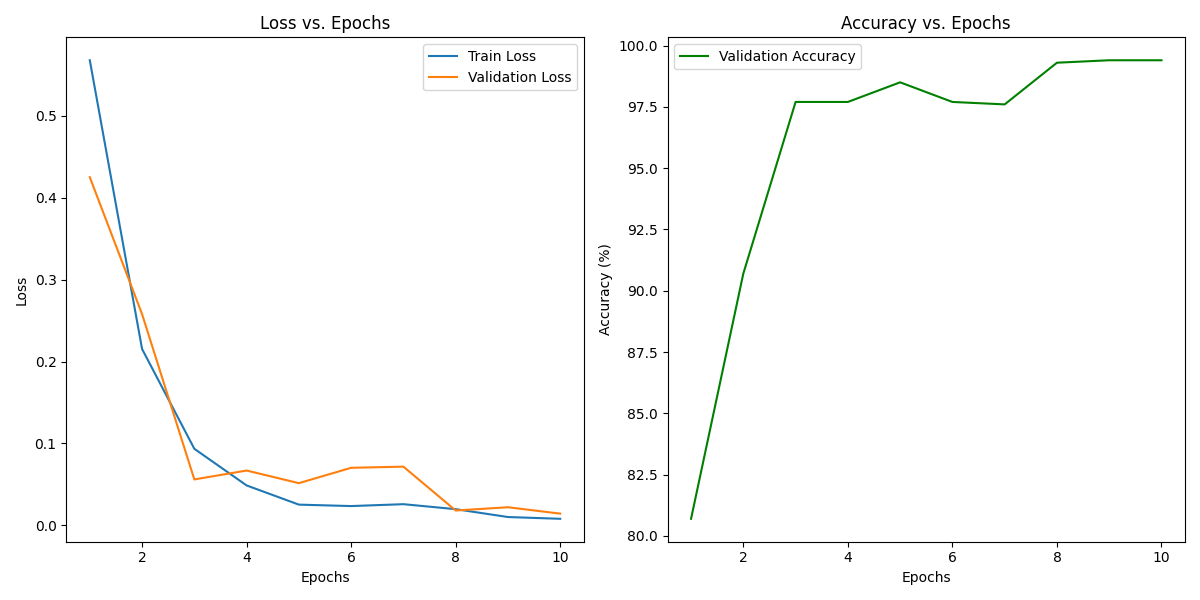 Loss vs. Epochs
Train Loss
Validation Loss
0.5
0.4
0.3
0.2
0.1
0.0
Loss
2 4 6 8 10
Epochs
Accuracy vs. Epochs
Validation Accuracy
100.0
97.5
95.0
92.5
90.0
87.5
85.0
82.5
80.0
Accuracy (%)
2 4 6 8 10
Epochs